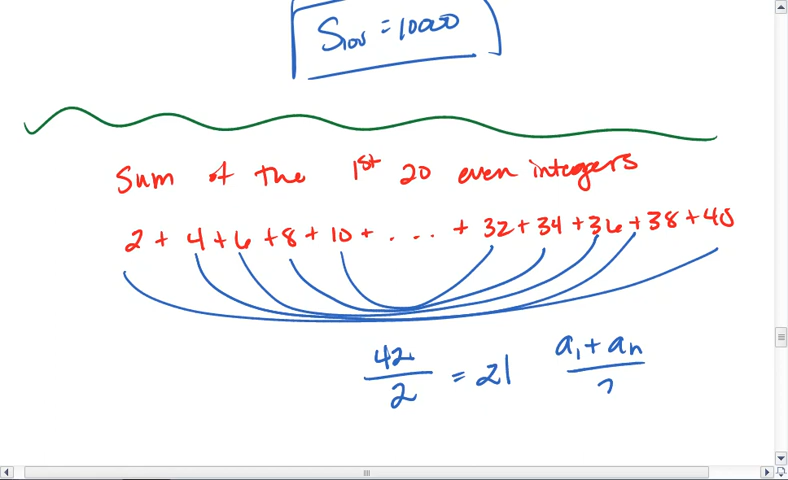 S₁₀₀ = 10000
Sum of the 1st 20 even integers
2 + 4 + 6 + 8 + 10 + . . . + 32 + 34 + 36 + 38 + 40
42/2 = 21 (a₁ + aₙ)/2